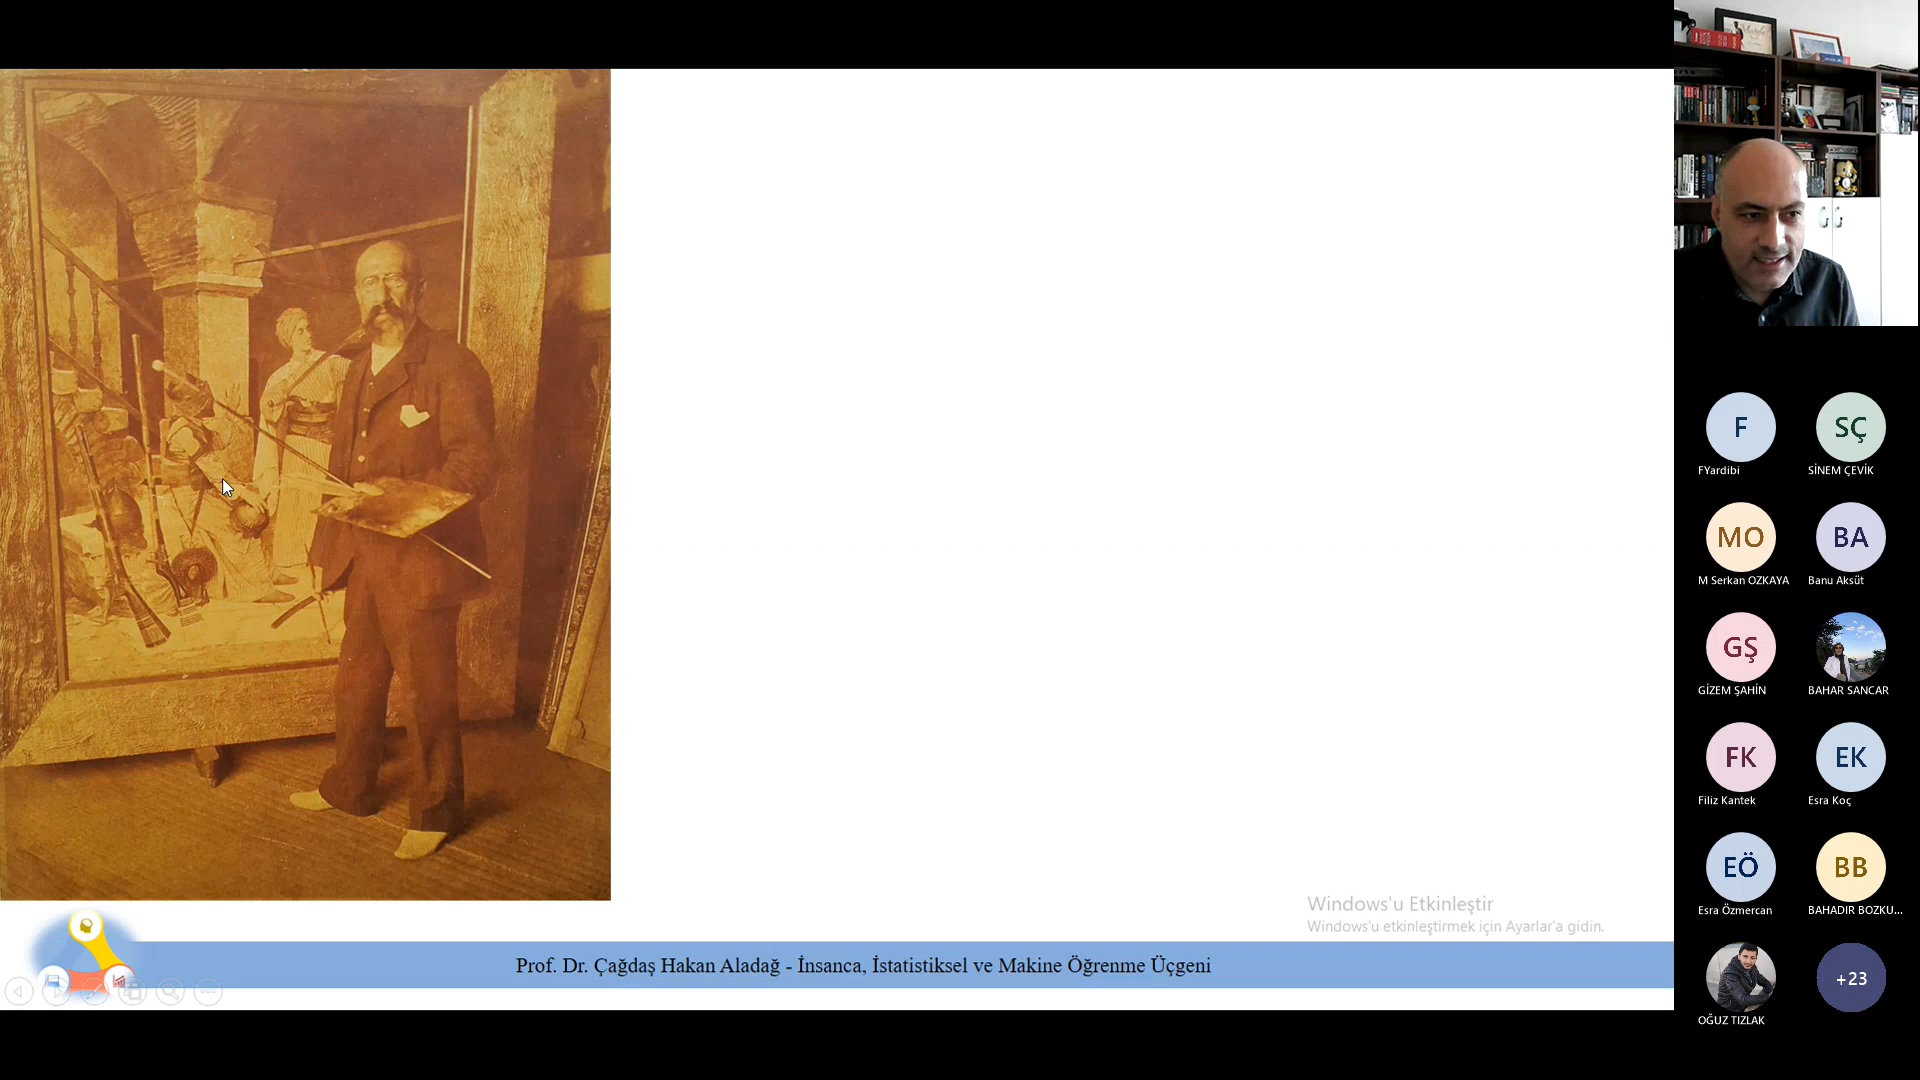 Windows'u Etkinleştir
Windows'u etkinleştirmek için Ayarlar'a gidin.
Prof. Dr. Çağdaş Hakan Aladağ - İnsanca, İstatistiksel ve Makine Öğrenme Üçgeni
F
FYardibi
SÇ
SİNEM ÇEVİK
MO
M Serkan OZKAYA
BA
Banu Aksüt
GŞ
GİZEM ŞAHİN
BAHAR SANCAR
FK
Filiz Kantek
EK
Esra Koç
EÖ
Esra Özmercan
BB
BAHADIR BOZKU...
OĞUZ TIZLAK
+23